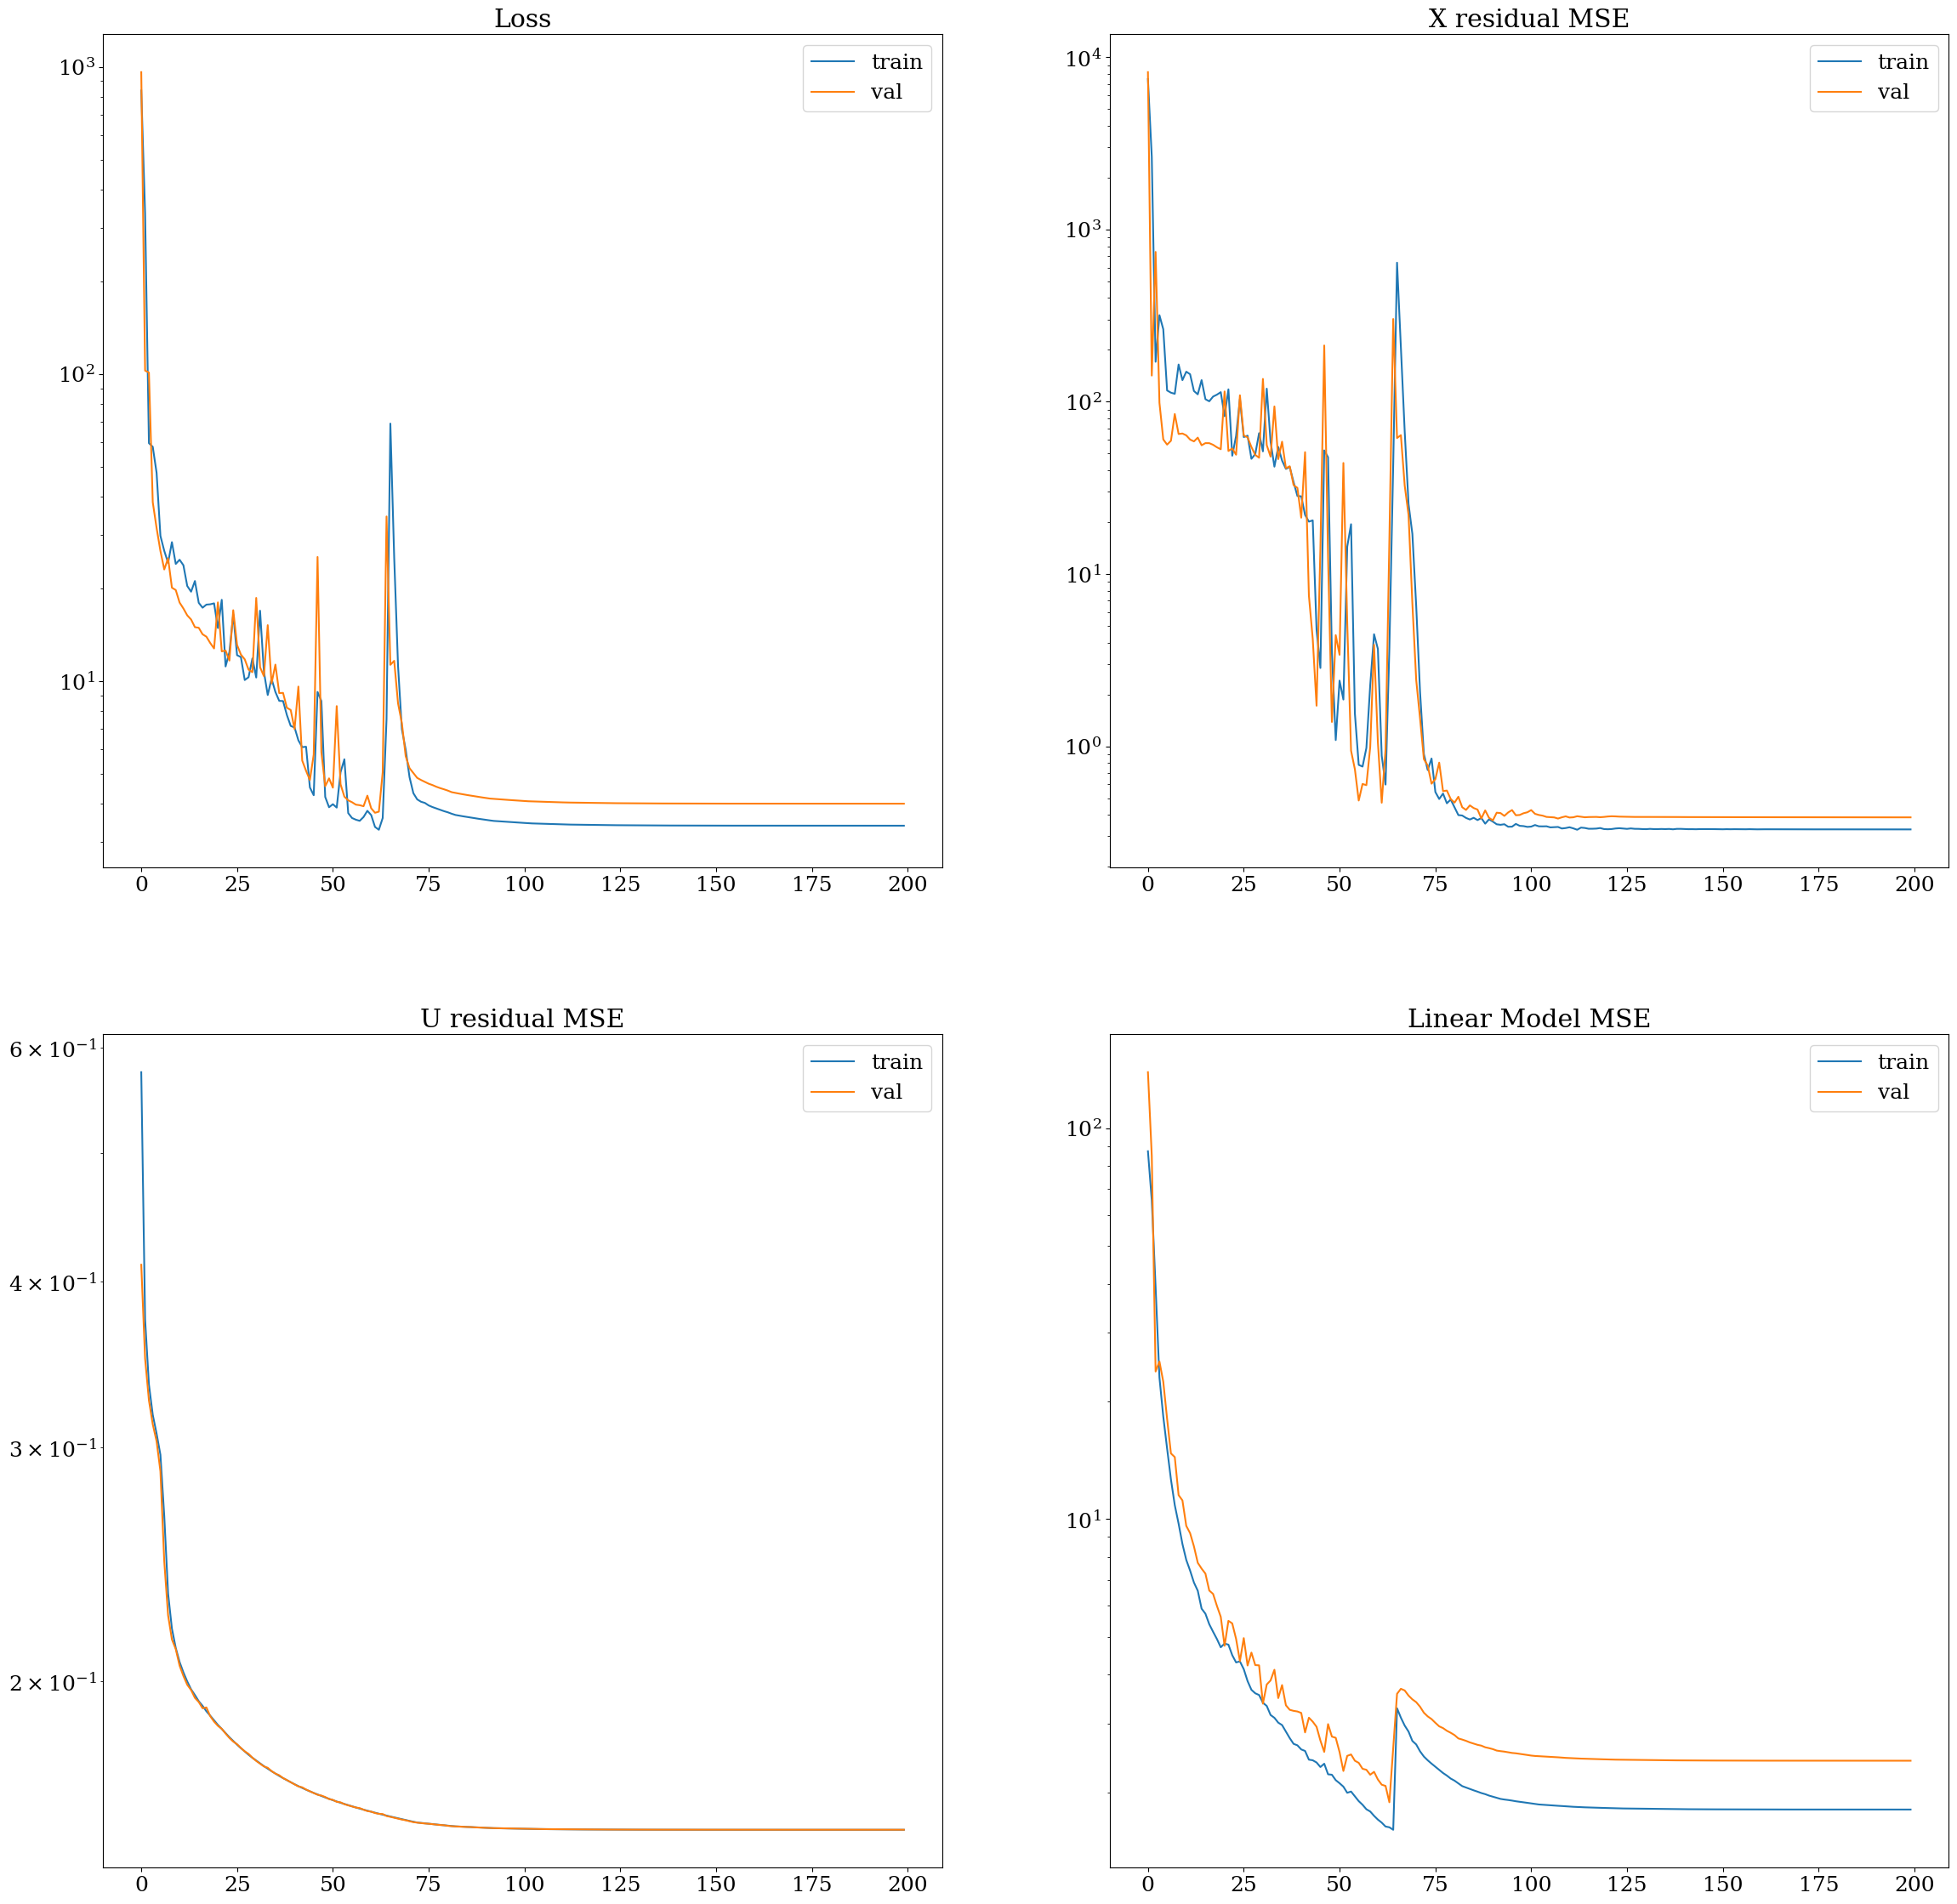 Loss
10^3
10^2
10^1
train
val
0 25 50 75 100 125 150 175 200
X residual MSE
10^4
10^3
10^2
10^1
10^0
train
val
0 25 50 75 100 125 150 175 200
U residual MSE
6 × 10^−1
4 × 10^−1
3 × 10^−1
2 × 10^−1
train
val
0 25 50 75 100 125 150 175 200
Linear Model MSE
10^2
10^1
train
val
0 25 50 75 100 125 150 175 200